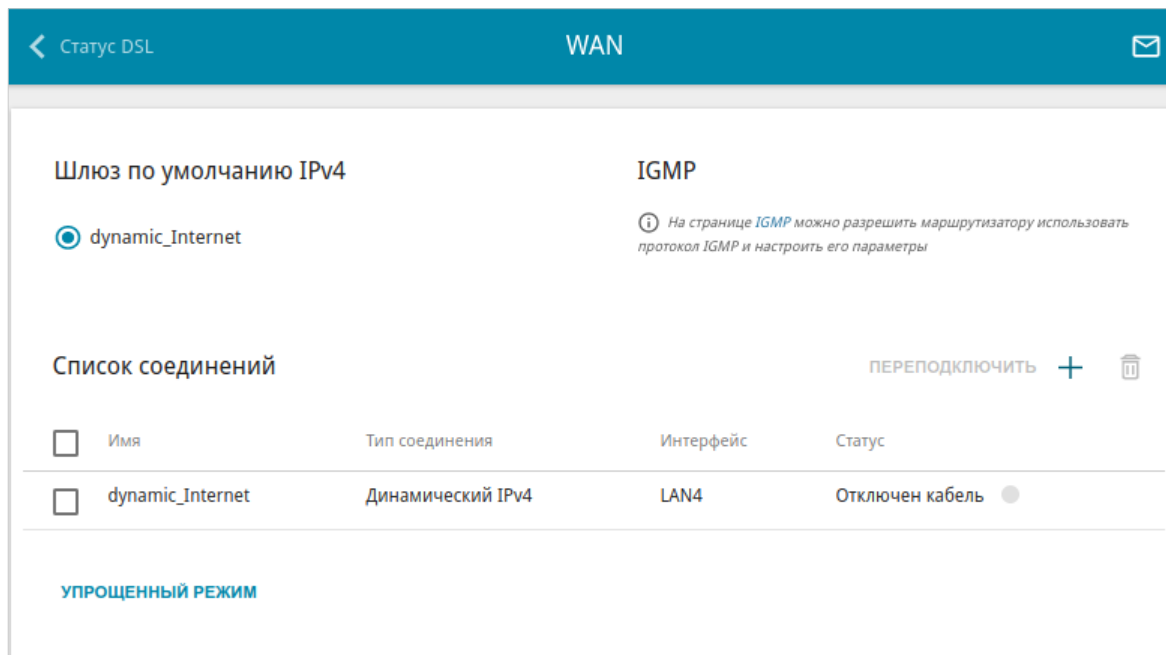 Статус DSL
WAN
Шлюз по умолчанию IPv4
dynamic_Internet
IGMP
На странице IGMP можно разрешить маршрутизатору использовать
протокол IGMP и настроить его параметры
Список соединений
ПЕРЕПОДКЛЮЧИТЬ
Имя Тип соединения Интерфейс Статус
dynamic_Internet Динамический IPv4 LAN4 Отключен кабель
УПРОЩЕННЫЙ РЕЖИМ